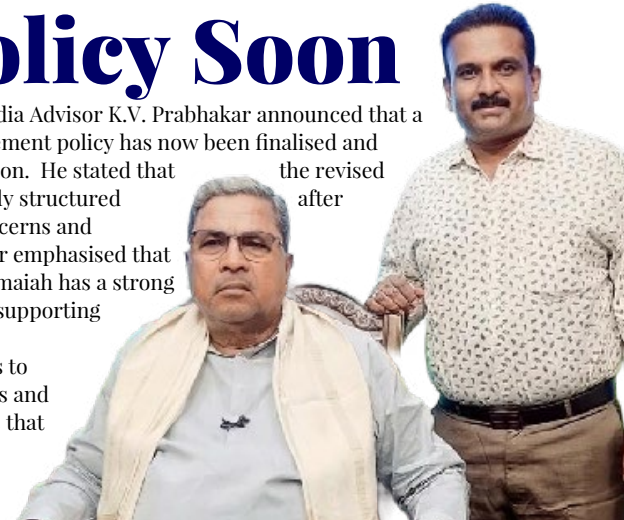 olicy Soon
dia Advisor K.V. Prabhakar announced that a
ement policy has now been finalised and
on. He stated that the revised
ly structured after
cerns and
r emphasised that
maiah has a strong
supporting
s to
s and
that